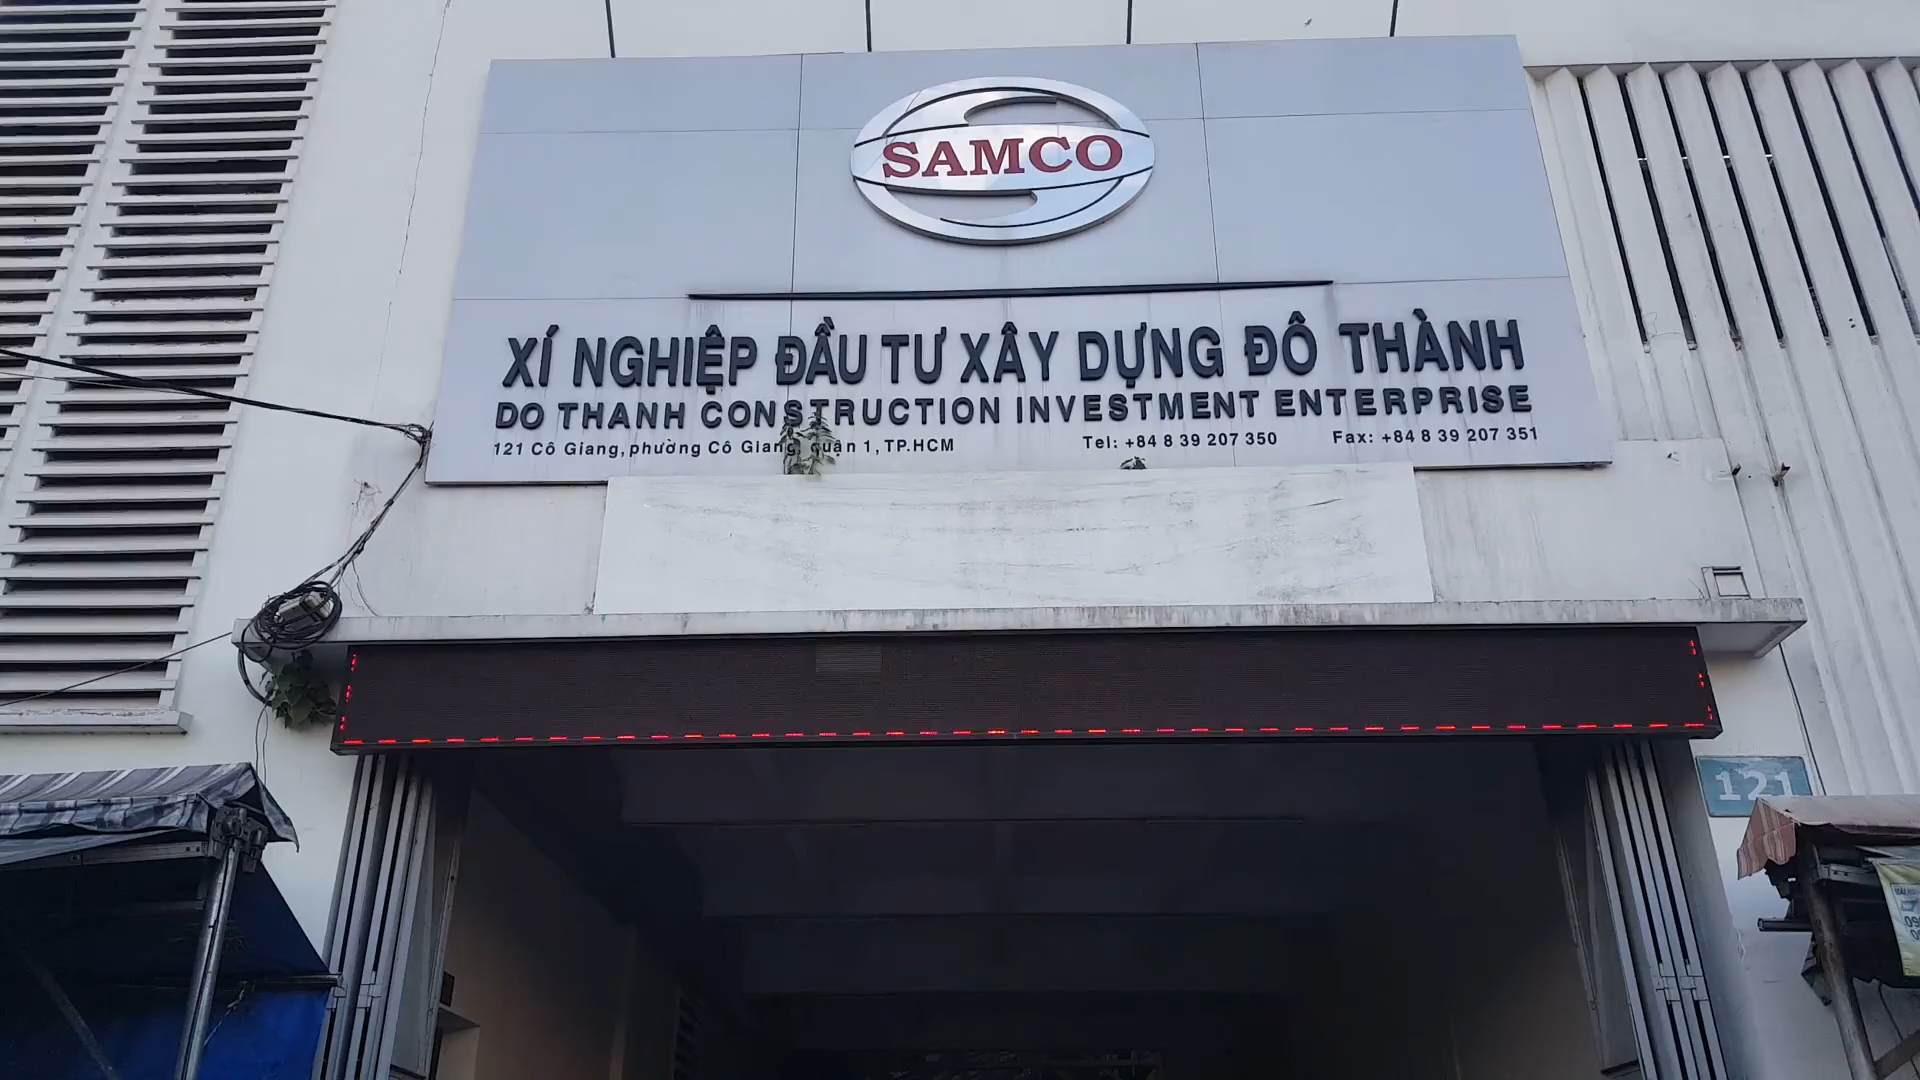 SAMCO
XÍ NGHIỆP ĐẦU TƯ XÂY DỰNG ĐÔ THÀNH
DO THANH CONSTRUCTION INVESTMENT ENTERPRISE
121 Cô Giang, phường Cô Giang, quận 1, TP.HCM Tel: +84 8 39 207 350 Fax: +84 8 39 207 351
121